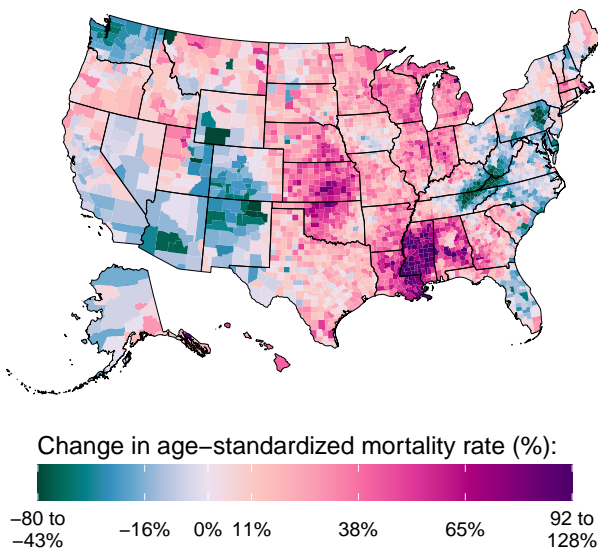 Change in age−standardized mortality rate (%):
−80 to −16% 0% 11% 38% 65% 92 to
−43% 128%